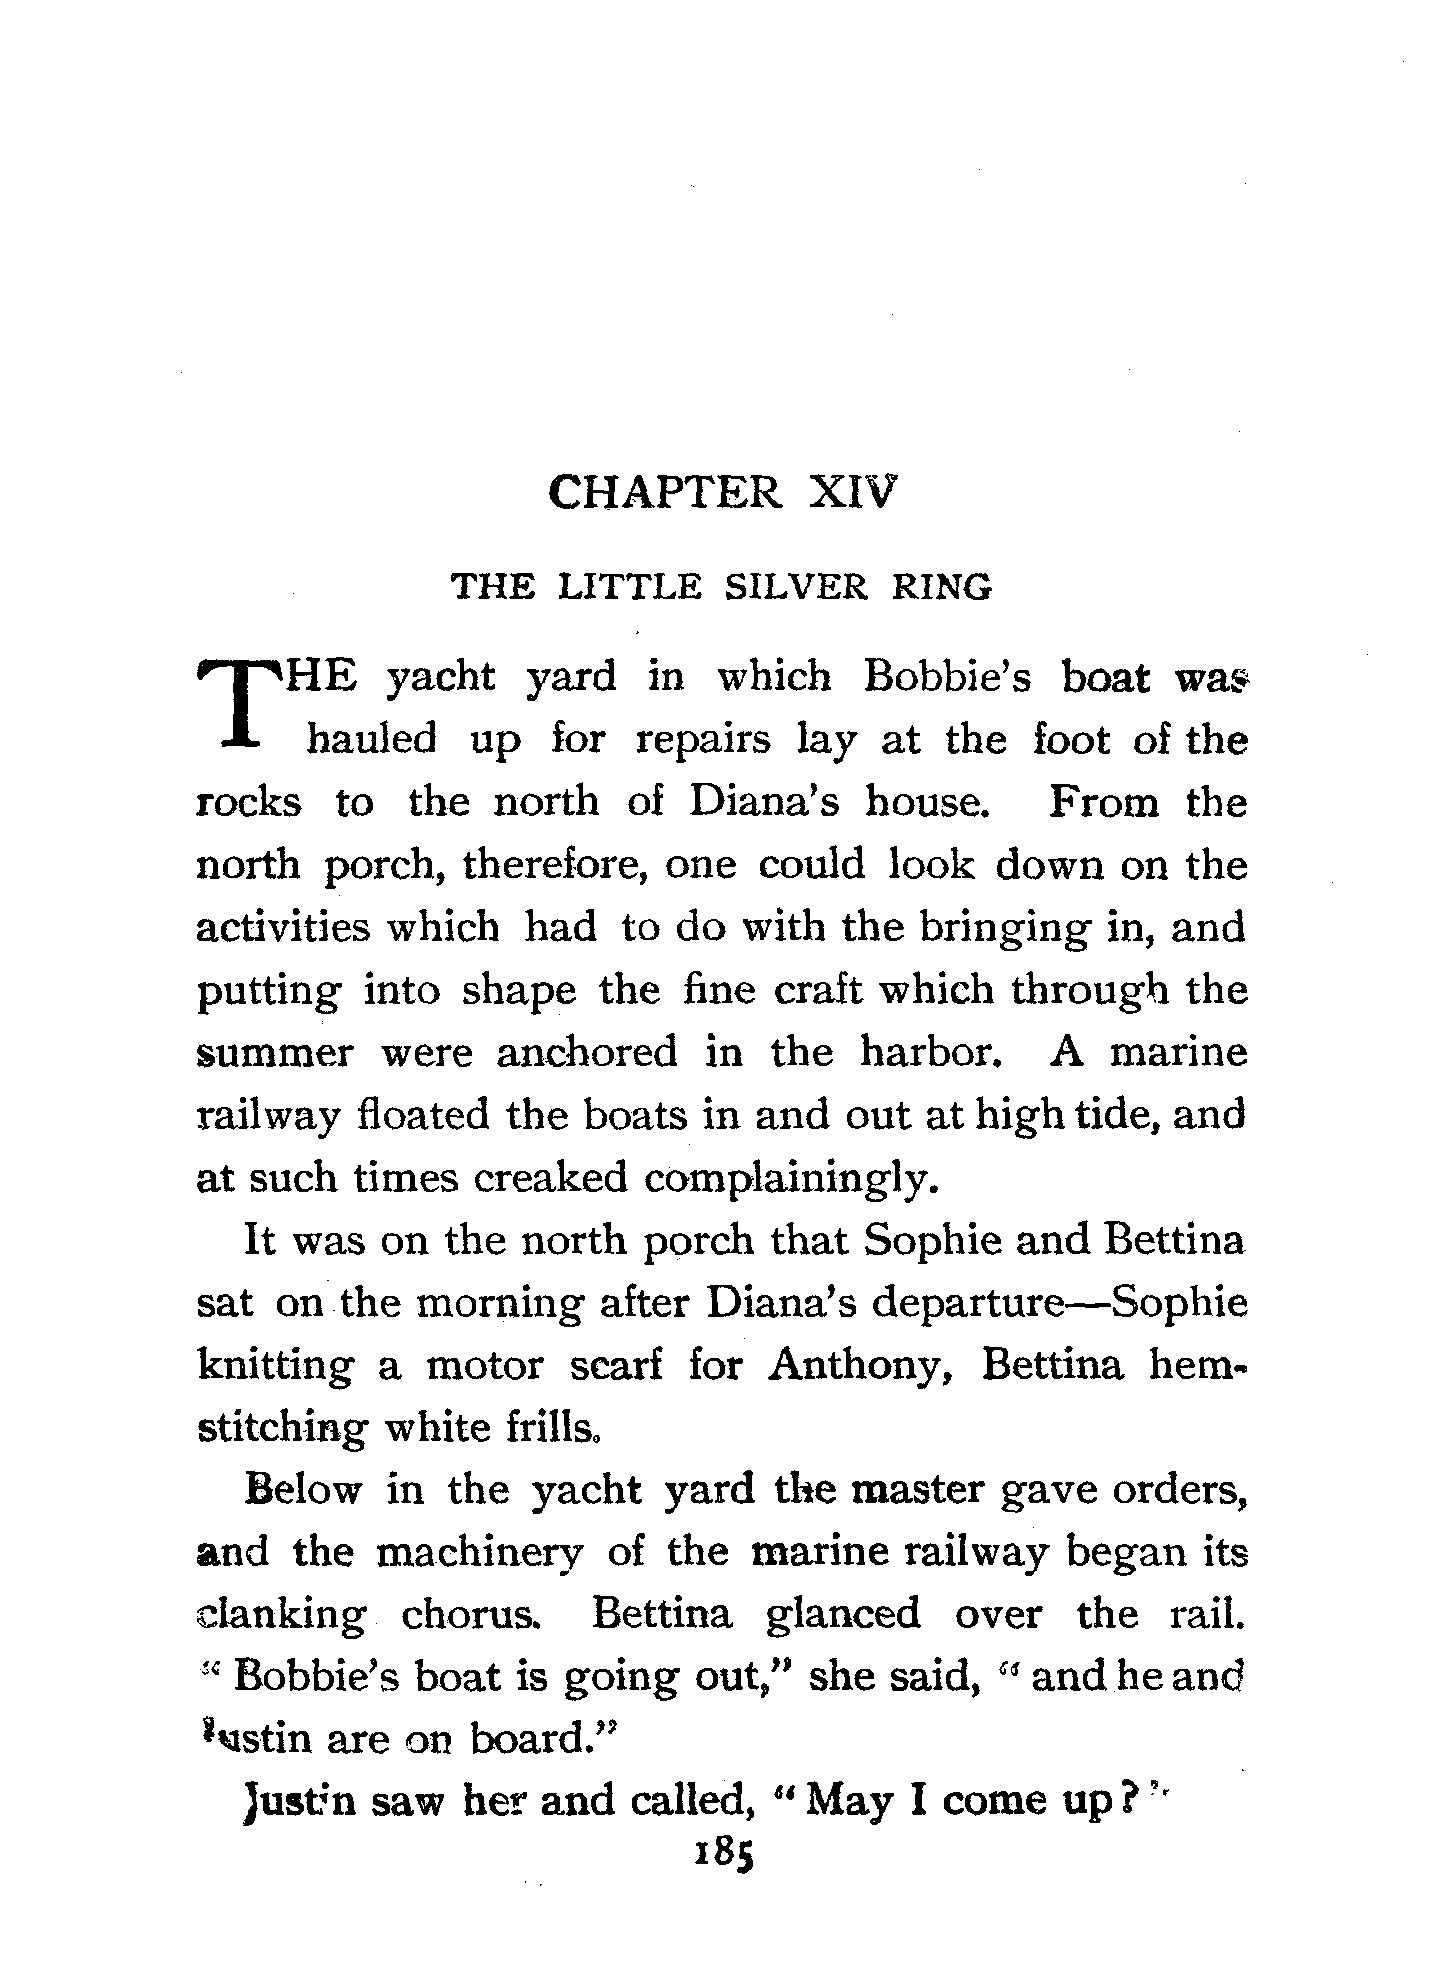 CHAPTER XIV
THE LITTLE SILVER RING
THE yacht yard in which Bobbie's boat was
hauled up for repairs lay at the foot of the
rocks to the north of Diana's house. From the
north porch, therefore, one could look down on the
activities which had to do with the bringing in, and
putting into shape the fine craft which through the
summer were anchored in the harbor. A marine
railway floated the boats in and out at high tide, and
at such times creaked complainingly.
It was on the north porch that Sophie and Bettina
sat on the morning after Diana's departure—Sophie
knitting a motor scarf for Anthony, Bettina hem-
stitching white frills.
Below in the yacht yard the master gave orders,
and the machinery of the marine railway began its
clanking chorus. Bettina glanced over the rail.
"Bobbie's boat is going out," she said, "and he and
Justin are on board."
Justin saw her and called, "May I come up?"
185